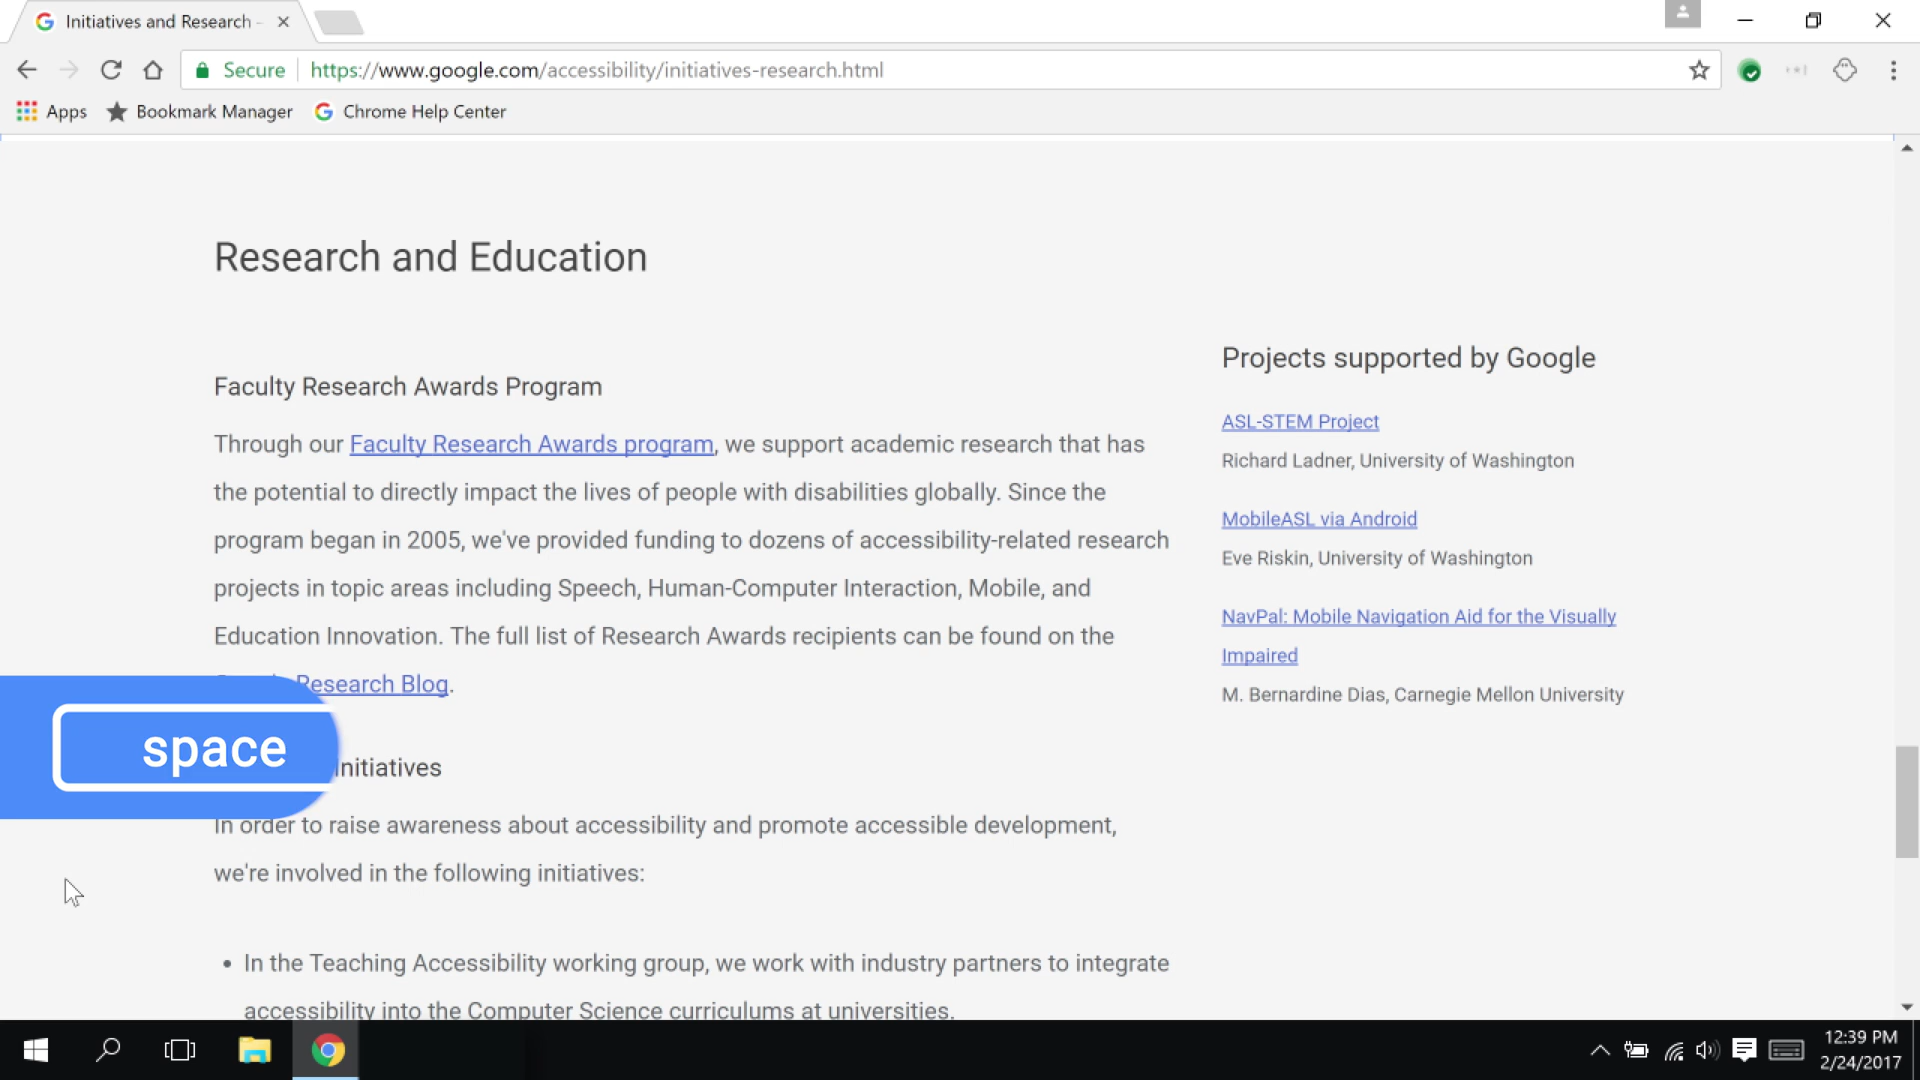 Initiatives and Research -
Secure
https://www.google.com/accessibility/initiatives-research.html
Apps
Bookmark Manager
Chrome Help Center
Research and Education
Faculty Research Awards Program
Through our Faculty Research Awards program, we support academic research that has
the potential to directly impact the lives of people with disabilities globally. Since the
program began in 2005, we've provided funding to dozens of accessibility-related research
projects in topic areas including Speech, Human-Computer Interaction, Mobile, and
Education Innovation. The full list of Research Awards recipients can be found on the
Research Blog.
space
Initiatives
In order to raise awareness about accessibility and promote accessible development,
we're involved in the following initiatives:
• In the Teaching Accessibility working group, we work with industry partners to integrate
accessibility into the Computer Science curriculums at universities.
Projects supported by Google
ASL-STEM Project
Richard Ladner, University of Washington
MobileASL via Android
Eve Riskin, University of Washington
NavPal: Mobile Navigation Aid for the Visually
Impaired
M. Bernardine Dias, Carnegie Mellon University
12:39 PM
2/24/2017